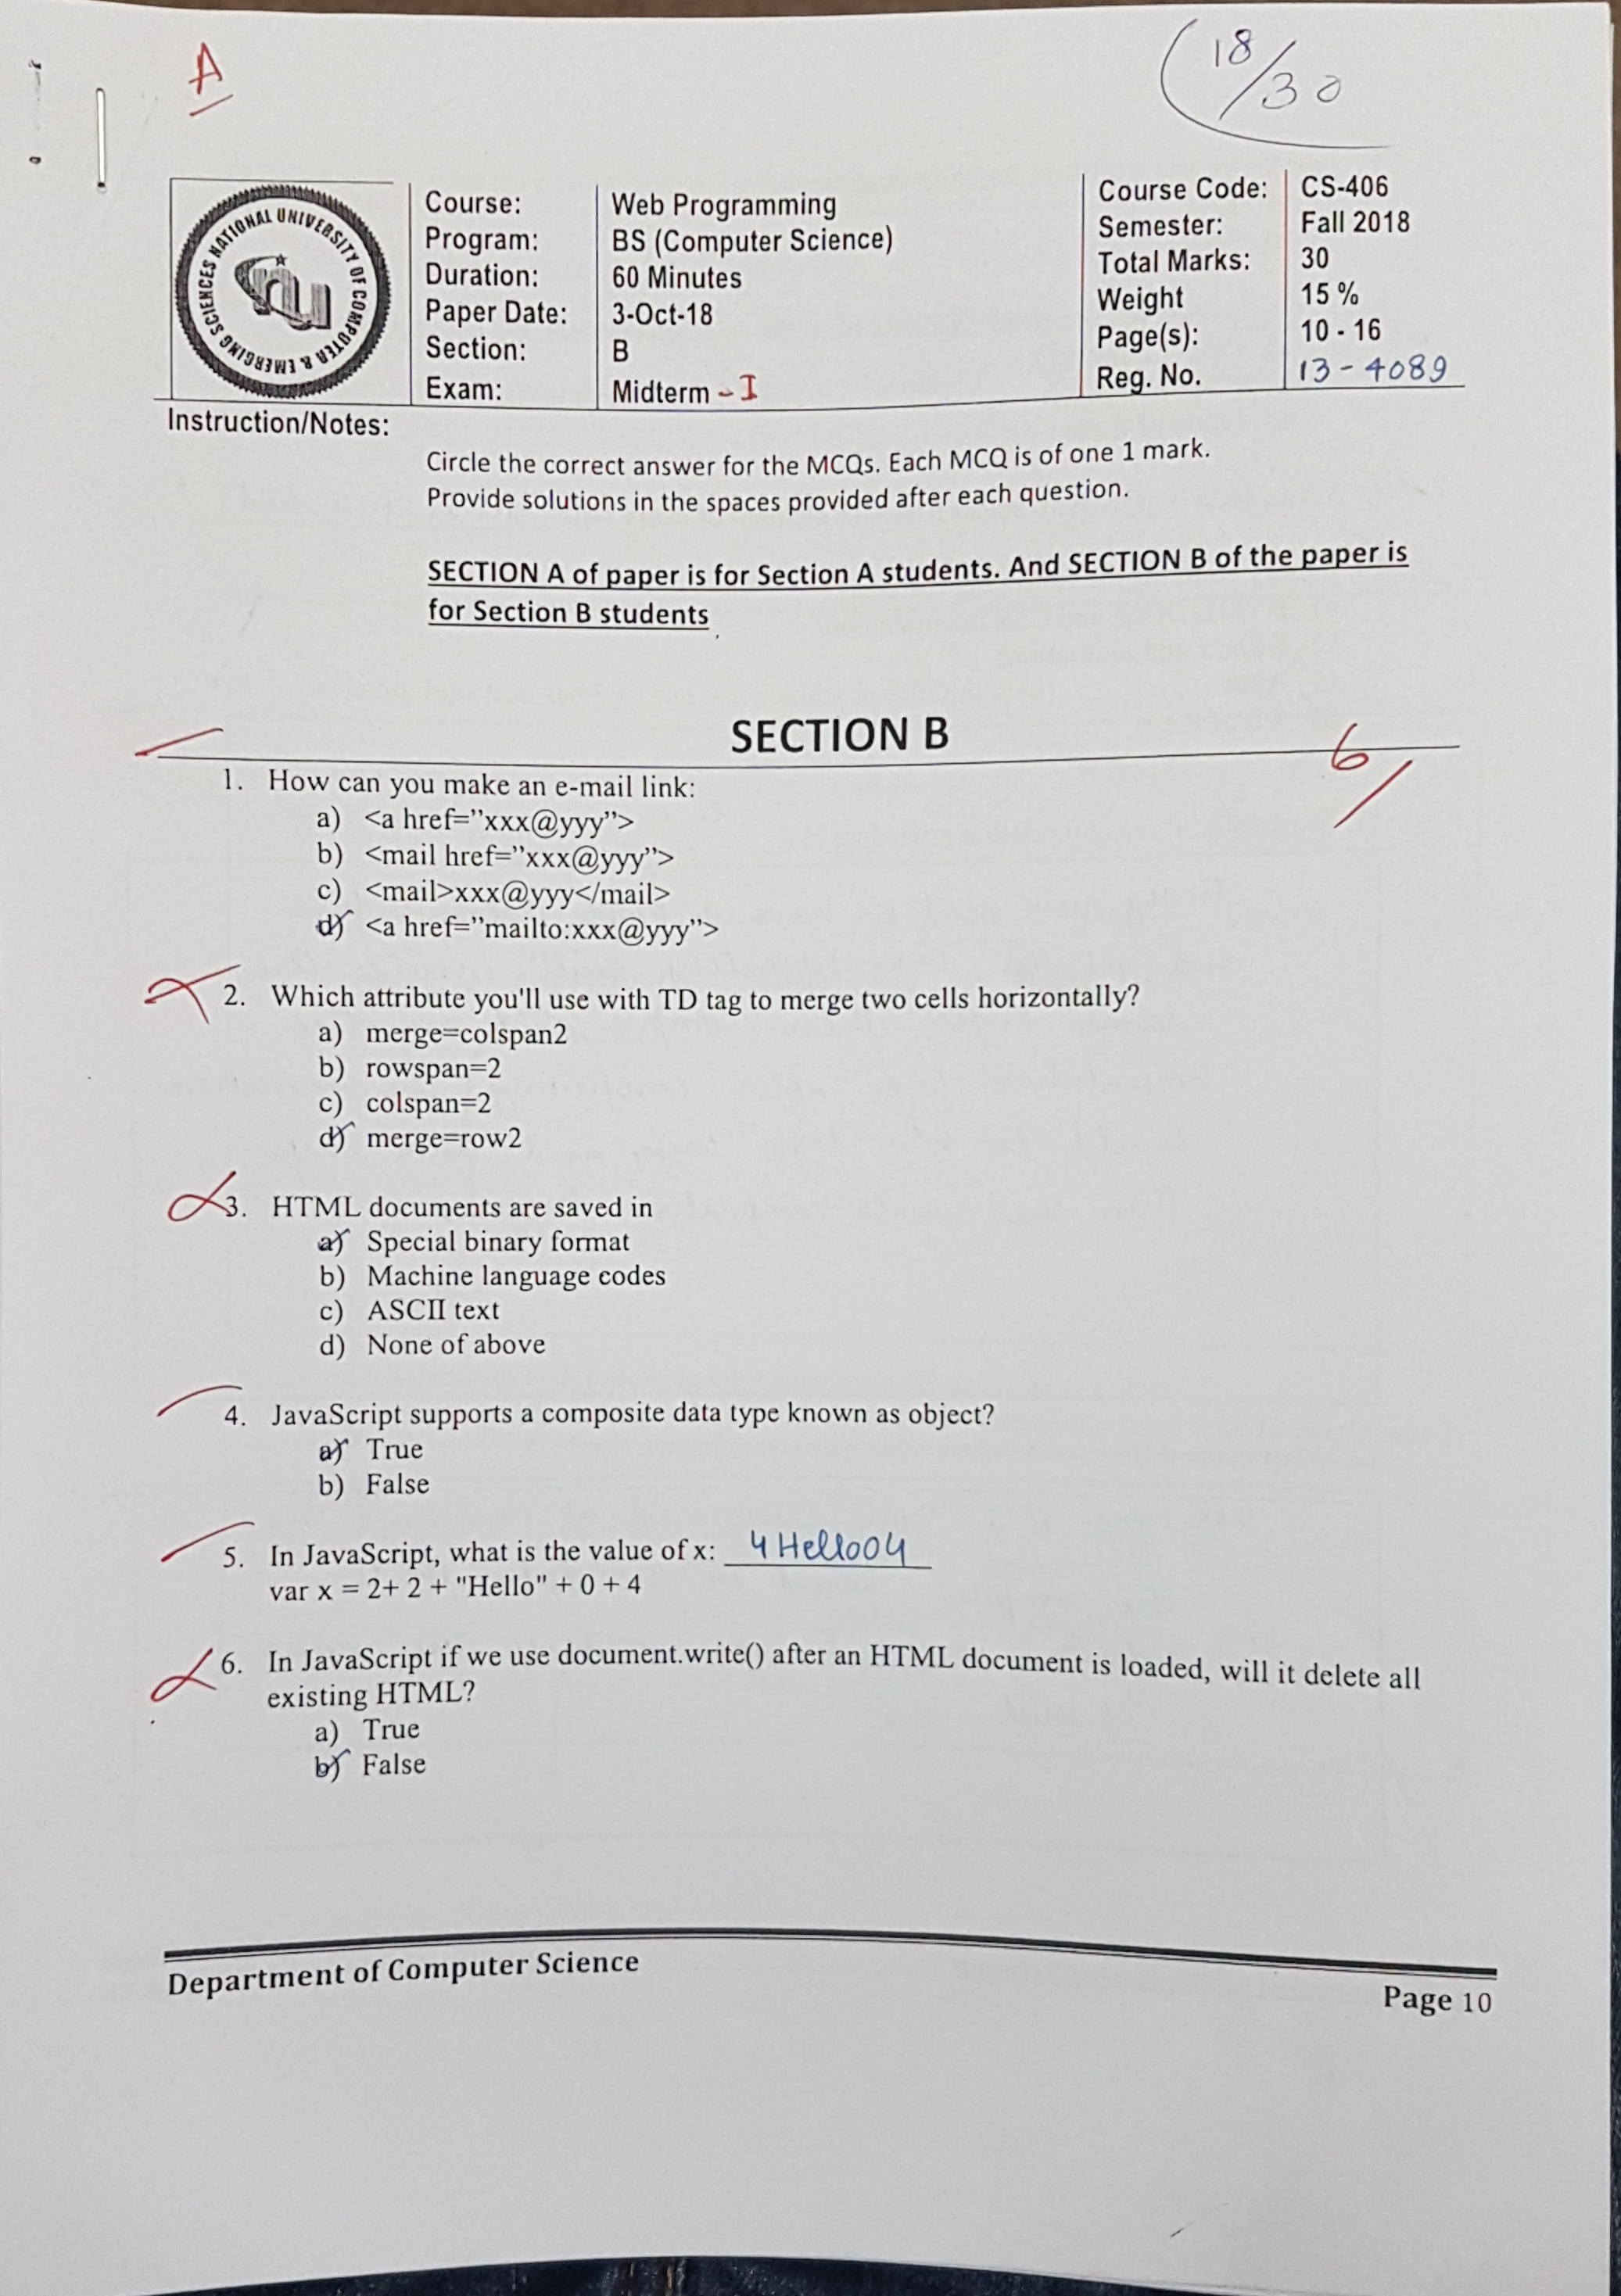 A
18/30
NATIONAL UNIVERSITY OF COMPUTER & EMERGING SCIENCES
nu
Course: Web Programming Course Code: CS-406
Program: BS (Computer Science) Semester: Fall 2018
Duration: 60 Minutes Total Marks: 30
Paper Date: 3-Oct-18 Weight 15 %
Section: B Page(s): 10 - 16
Exam: Midterm - I Reg. No. 13 - 4089
Instruction/Notes:
Circle the correct answer for the MCQs. Each MCQ is of one 1 mark.
Provide solutions in the spaces provided after each question.
SECTION A of paper is for Section A students. And SECTION B of the paper is
for Section B students
SECTION B
6/
1. How can you make an e-mail link:
a) <a href=”xxx@yyy”>
b) <mail href=”xxx@yyy”>
c) <mail>xxx@yyy</mail>
d) <a href=”mailto:xxx@yyy”>
2. Which attribute you'll use with TD tag to merge two cells horizontally?
a) merge=colspan2
b) rowspan=2
c) colspan=2
d) merge=row2
3. HTML documents are saved in
a) Special binary format
b) Machine language codes
c) ASCII text
d) None of above
4. JavaScript supports a composite data type known as object?
a) True
b) False
5. In JavaScript, what is the value of x: 4Hello04
var x = 2+ 2 + "Hello" + 0 + 4
6. In JavaScript if we use document.write() after an HTML document is loaded, will it delete all
existing HTML?
a) True
b) False
Department of Computer Science
Page 10